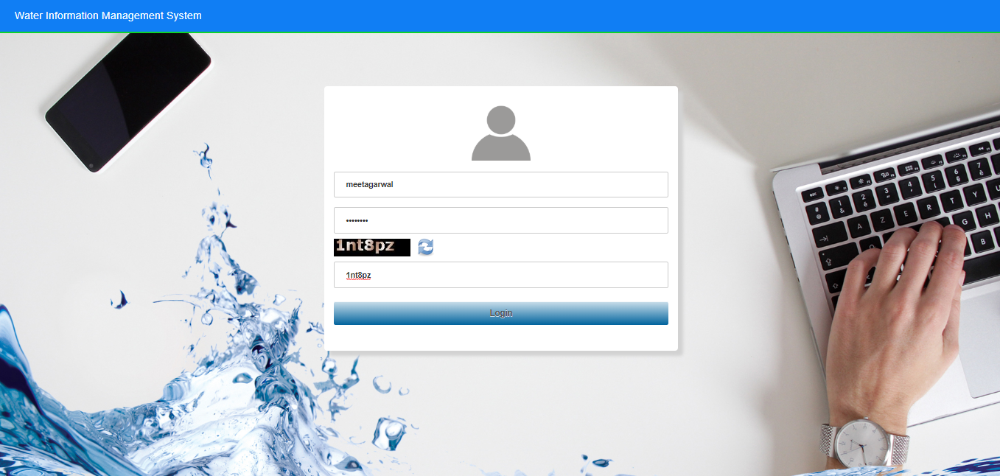 Water Information Management System
meetagarwal
••••••••
1nt8pz
1nt8pz
Login